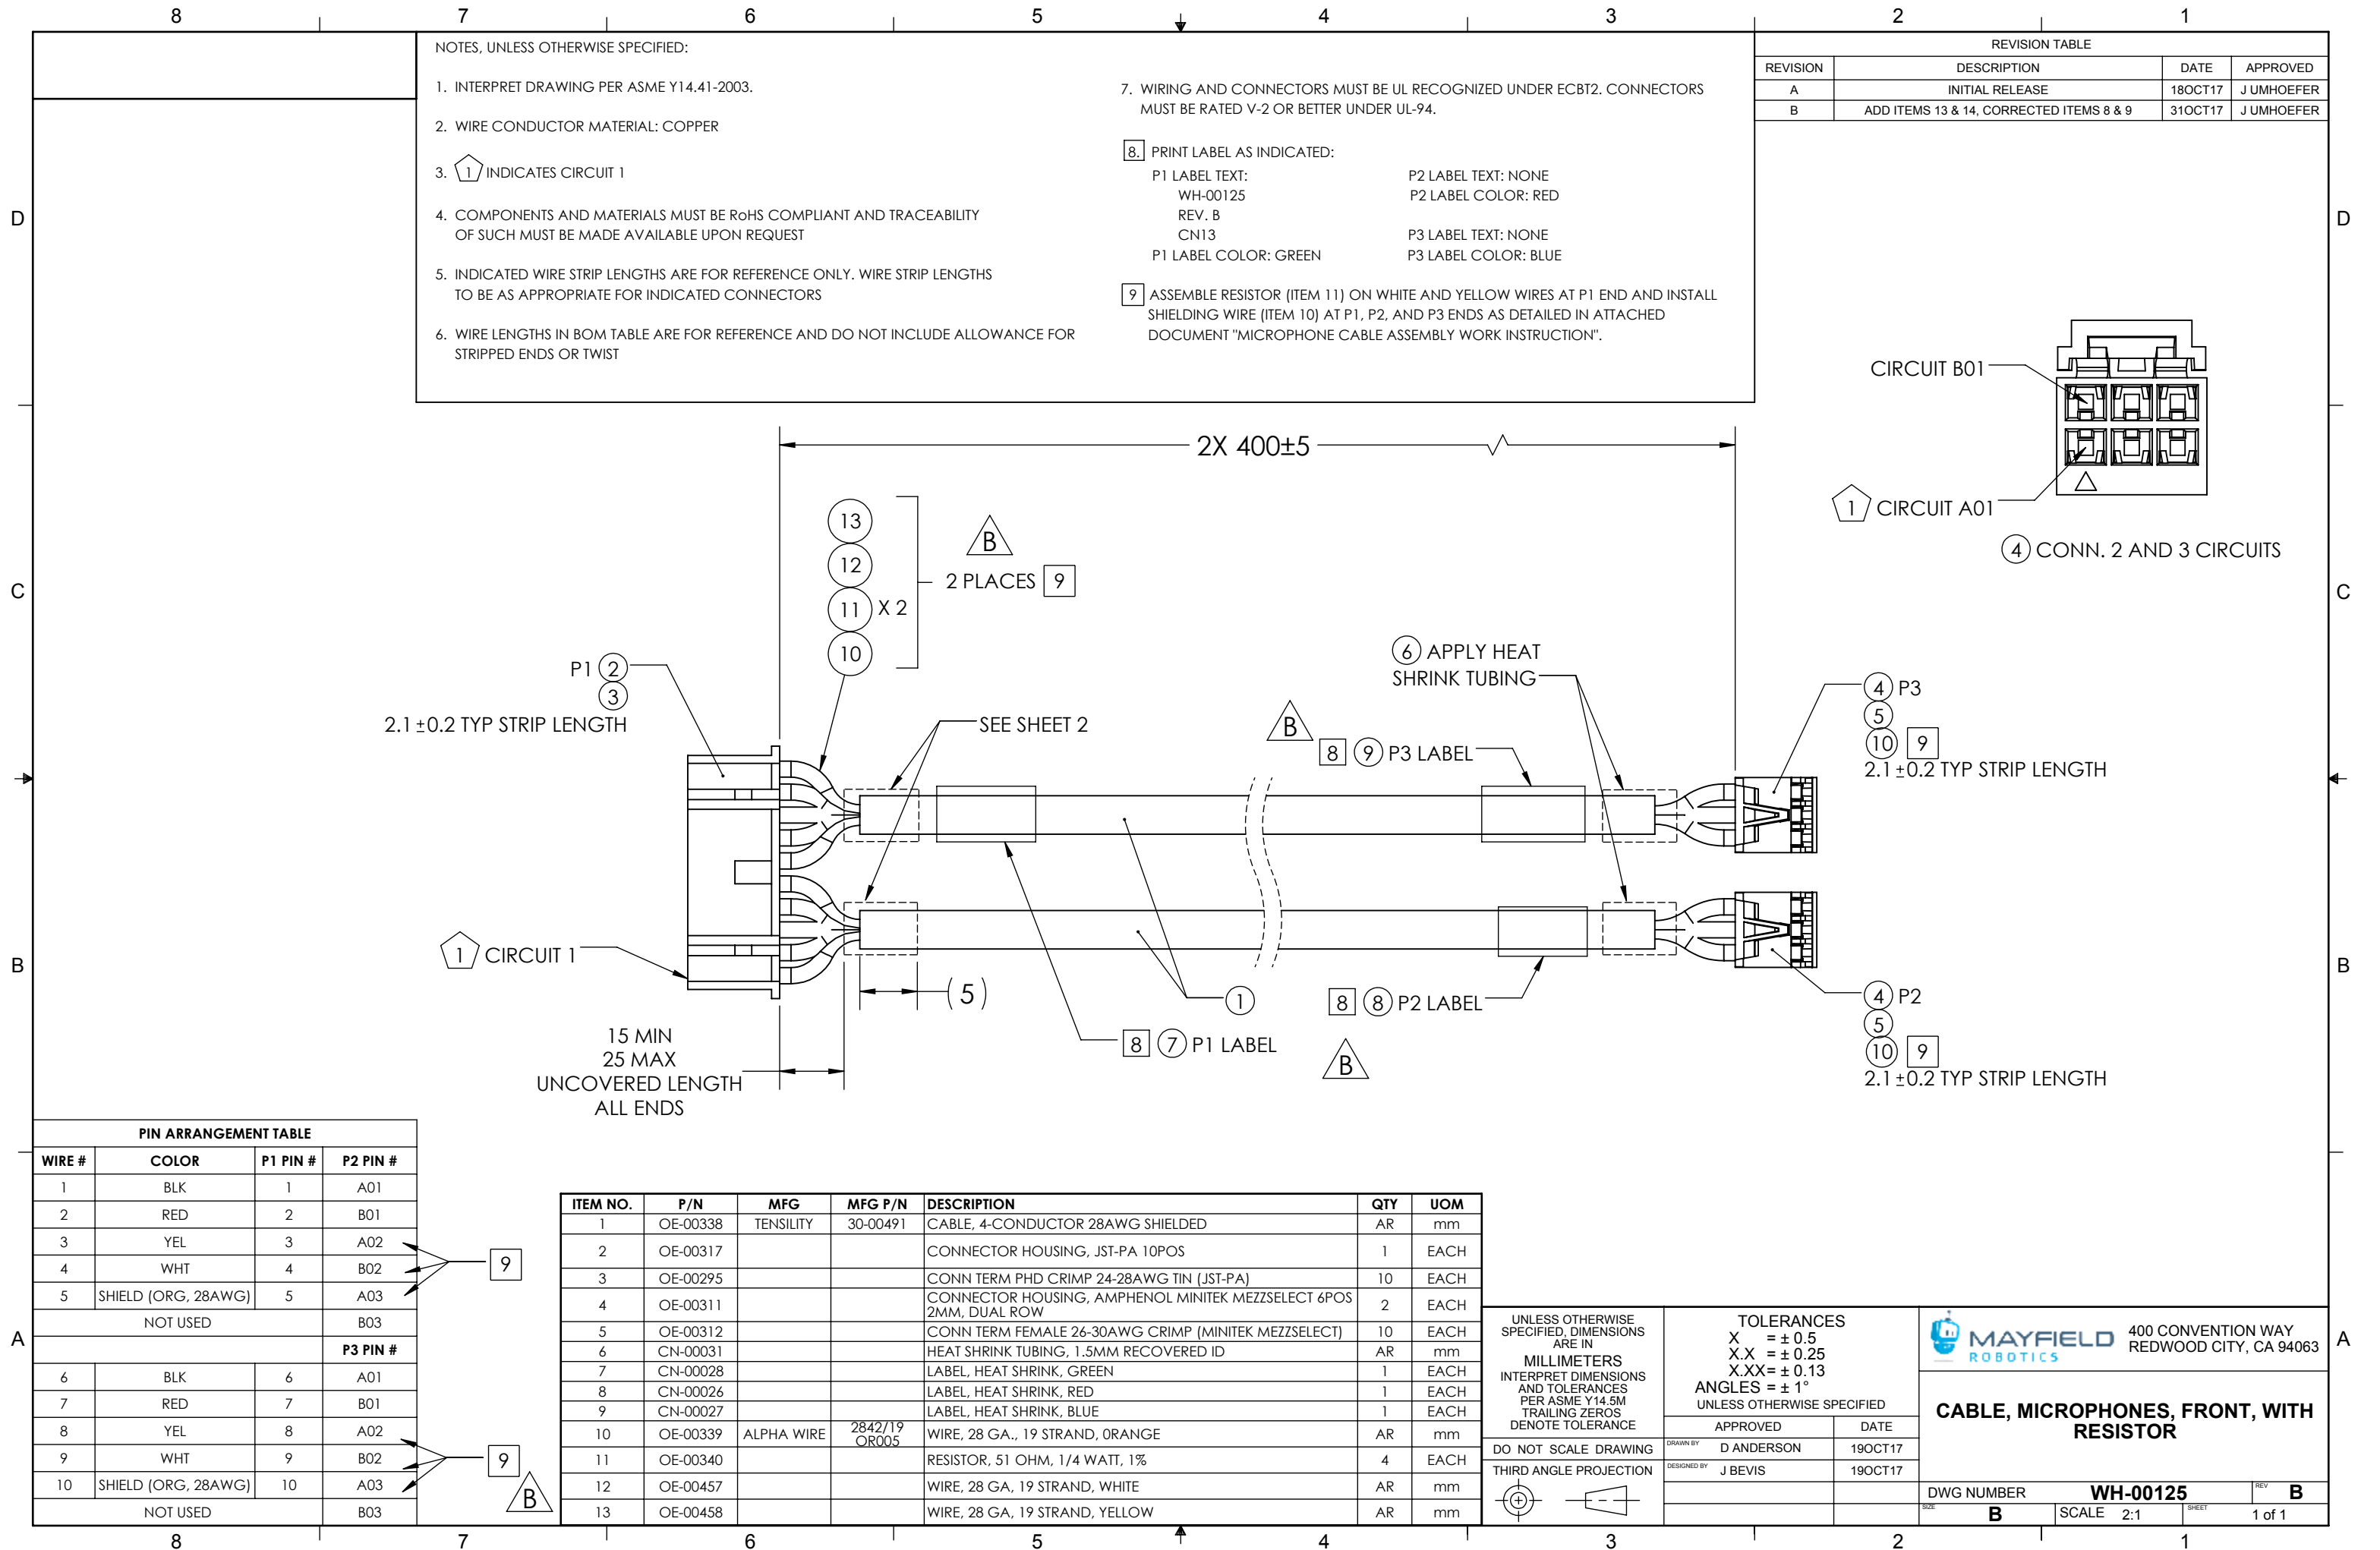 8 7 6 5 4 3 2 1
NOTES, UNLESS OTHERWISE SPECIFIED:
1. INTERPRET DRAWING PER ASME Y14.41-2003.
2. WIRE CONDUCTOR MATERIAL: COPPER
3. 1 INDICATES CIRCUIT 1
4. COMPONENTS AND MATERIALS MUST BE RoHS COMPLIANT AND TRACEABILITY
OF SUCH MUST BE MADE AVAILABLE UPON REQUEST
5. INDICATED WIRE STRIP LENGTHS ARE FOR REFERENCE ONLY. WIRE STRIP LENGTHS
TO BE AS APPROPRIATE FOR INDICATED CONNECTORS
6. WIRE LENGTHS IN BOM TABLE ARE FOR REFERENCE AND DO NOT INCLUDE ALLOWANCE FOR
STRIPPED ENDS OR TWIST
7. WIRING AND CONNECTORS MUST BE UL RECOGNIZED UNDER ECBT2. CONNECTORS
MUST BE RATED V-2 OR BETTER UNDER UL-94.
8. PRINT LABEL AS INDICATED:
P1 LABEL TEXT:
WH-00125
REV. B
CN13
P1 LABEL COLOR: GREEN
P2 LABEL TEXT: NONE
P2 LABEL COLOR: RED
P3 LABEL TEXT: NONE
P3 LABEL COLOR: BLUE
9 ASSEMBLE RESISTOR (ITEM 11) ON WHITE AND YELLOW WIRES AT P1 END AND INSTALL
SHIELDING WIRE (ITEM 10) AT P1, P2, AND P3 ENDS AS DETAILED IN ATTACHED
DOCUMENT "MICROPHONE CABLE ASSEMBLY WORK INSTRUCTION".
REVISION TABLE
REVISION DESCRIPTION DATE APPROVED
A INITIAL RELEASE 18OCT17 J UMHOEFER
B ADD ITEMS 13 & 14, CORRECTED ITEMS 8 & 9 31OCT17 J UMHOEFER
D D
CIRCUIT B01
1 CIRCUIT A01
4 CONN. 2 AND 3 CIRCUITS
2X 400±5
13
12
11 X 2
10
B
2 PLACES 9
C C
P1 2
3
2.1±0.2 TYP STRIP LENGTH
SEE SHEET 2
6 APPLY HEAT
SHRINK TUBING
B
8 9 P3 LABEL
4 P3
5
10 9
2.1±0.2 TYP STRIP LENGTH
1 CIRCUIT 1
(5)
15 MIN
25 MAX
UNCOVERED LENGTH
ALL ENDS
1
8 7 P1 LABEL
8 8 P2 LABEL
B
4 P2
5
10 9
2.1±0.2 TYP STRIP LENGTH
B B
PIN ARRANGEMENT TABLE
WIRE # COLOR P1 PIN # P2 PIN #
1 BLK 1 A01
2 RED 2 B01
3 YEL 3 A02
4 WHT 4 B02
5 SHIELD (ORG, 28AWG) 5 A03
NOT USED B03
P3 PIN #
6 BLK 6 A01
7 RED 7 B01
8 YEL 8 A02
9 WHT 9 B02
10 SHIELD (ORG, 28AWG) 10 A03
NOT USED B03
9
9
B
ITEM NO. P/N MFG MFG P/N DESCRIPTION QTY UOM
1 OE-00338 TENSILITY 30-00491 CABLE, 4-CONDUCTOR 28AWG SHIELDED AR mm
2 OE-00317 CONNECTOR HOUSING, JST-PA 10POS 1 EACH
3 OE-00295 CONN TERM PHD CRIMP 24-28AWG TIN (JST-PA) 10 EACH
4 OE-00311 CONNECTOR HOUSING, AMPHENOL MINITEK MEZZSELECT 6POS
2MM, DUAL ROW 2 EACH
5 OE-00312 CONN TERM FEMALE 26-30AWG CRIMP (MINITEK MEZZSELECT) 10 EACH
6 CN-00031 HEAT SHRINK TUBING, 1.5MM RECOVERED ID AR mm
7 CN-00028 LABEL, HEAT SHRINK, GREEN 1 EACH
8 CN-00026 LABEL, HEAT SHRINK, RED 1 EACH
9 CN-00027 LABEL, HEAT SHRINK, BLUE 1 EACH
10 OE-00339 ALPHA WIRE 2842/19
OR005 WIRE, 28 GA., 19 STRAND, 0RANGE AR mm
11 OE-00340 RESISTOR, 51 OHM, 1/4 WATT, 1% 4 EACH
12 OE-00457 WIRE, 28 GA, 19 STRAND, WHITE AR mm
13 OE-00458 WIRE, 28 GA, 19 STRAND, YELLOW AR mm
UNLESS OTHERWISE
SPECIFIED, DIMENSIONS
ARE IN
MILLIMETERS
INTERPRET DIMENSIONS
AND TOLERANCES
PER ASME Y14.5M
TRAILING ZEROS
DENOTE TOLERANCE
DO NOT SCALE DRAWING
THIRD ANGLE PROJECTION
TOLERANCES
X = ± 0.5
X.X = ± 0.25
X.XX= ± 0.13
ANGLES = ± 1°
UNLESS OTHERWISE SPECIFIED
APPROVED DATE
DRAWN BY D ANDERSON 19OCT17
DESIGNED BY J BEVIS 19OCT17
MAYFIELD
ROBOTICS
400 CONVENTION WAY
REDWOOD CITY, CA 94063
CABLE, MICROPHONES, FRONT, WITH
RESISTOR
DWG NUMBER WH-00125 REV B
SIZE B SCALE 2:1 SHEET 1 of 1
A A
8 7 6 5 4 3 2 1